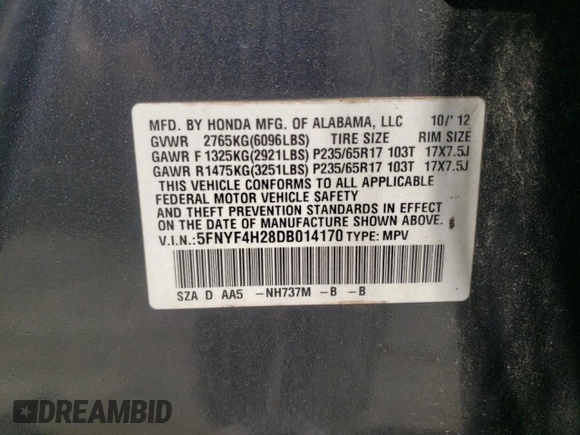 MFD. BY HONDA MFG. OF ALABAMA, LLC 10/'12
GVWR 2765KG(6096LBS) TIRE SIZE RIM SIZE
GAWR F 1325KG(2921LBS) P235/65R17 103T 17X7.5J
GAWR R1475KG(3251LBS) P235/65R17 103T 17X7.5J
THIS VEHICLE CONFORMS TO ALL APPLICABLE
FEDERAL MOTOR VEHICLE SAFETY
AND THEFT PREVENTION STANDARDS IN EFFECT
ON THE DATE OF MANUFACTURE SHOWN ABOVE.
V.I.N.:5FNYF4H28DB014170 TYPE: MPV
SZA D AA5 -NH737M -B -B
DREAMBID